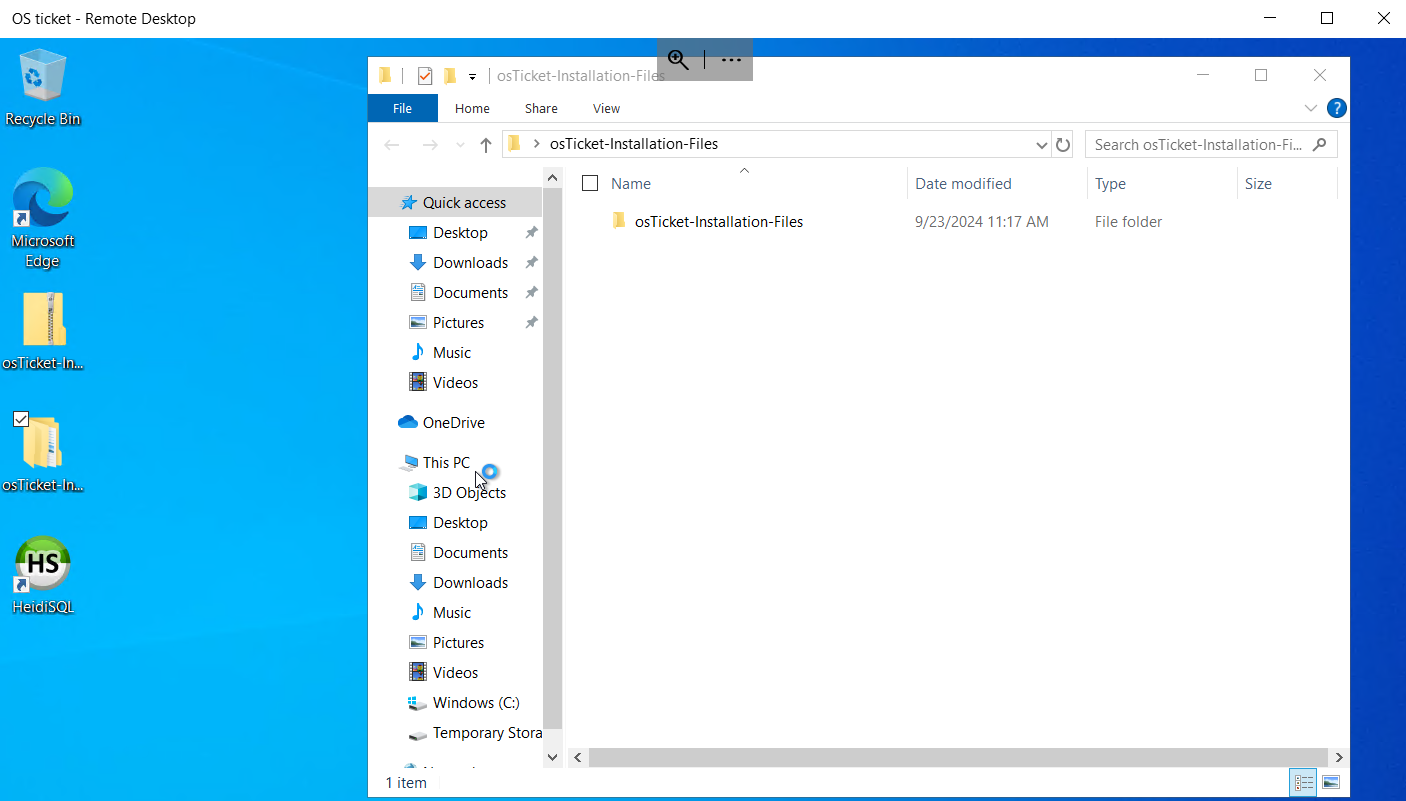 OS ticket - Remote Desktop
Recycle Bin
Microsoft
Edge
osTicket-In...
osTicket-In...
HS
HeidiSQL
osTicket-Installation-Files
File
Home
Share
View
?
osTicket-Installation-Files
Search osTicket-Installation-Fi...
Quick access
Desktop
Downloads
Documents
Pictures
Music
Videos
OneDrive
This PC
3D Objects
Desktop
Documents
Downloads
Music
Pictures
Videos
Windows (C:)
Temporary Stora
Name
Date modified
Type
Size
osTicket-Installation-Files
9/23/2024 11:17 AM
File folder
1 item